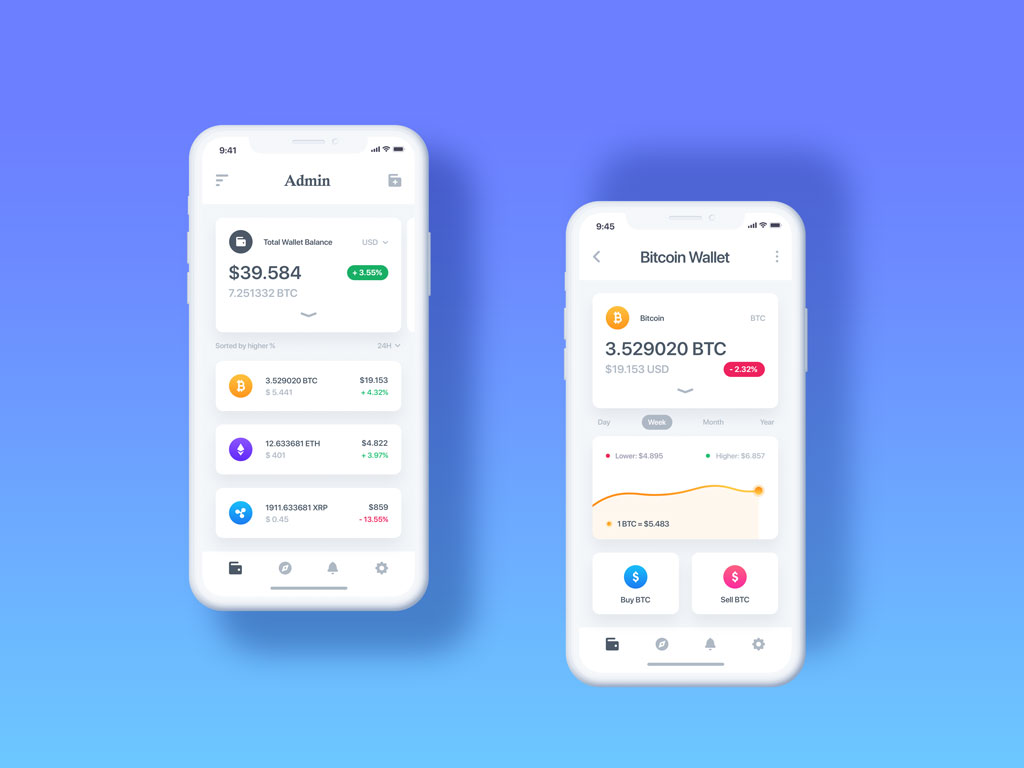 9:41
Admin
Total Wallet Balance USD
$39.584 + 3.55%
7.251332 BTC
Sorted by higher % 24H
3.529020 BTC $19.153
$ 5.441 + 4.32%
12.633681 ETH $4.822
$ 401 + 3.97%
1911.633681 XRP $859
$ 0.45 - 13.55%
9:45
Bitcoin Wallet
Bitcoin BTC
3.529020 BTC
$19.153 USD - 2.32%
Day Week Month Year
Lower: $4.895 Higher: $6.857
1 BTC = $5.483
$ $
Buy BTC Sell BTC